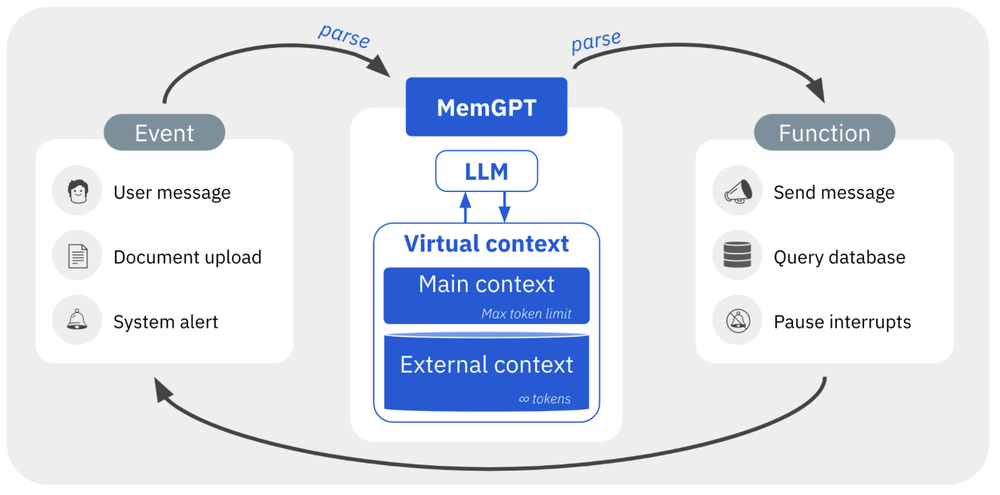 parse
parse
MemGPT
Event
User message
Document upload
System alert
LLM
Virtual context
Main context
Max token limit
External context
∞ tokens
Function
Send message
Query database
Pause interrupts